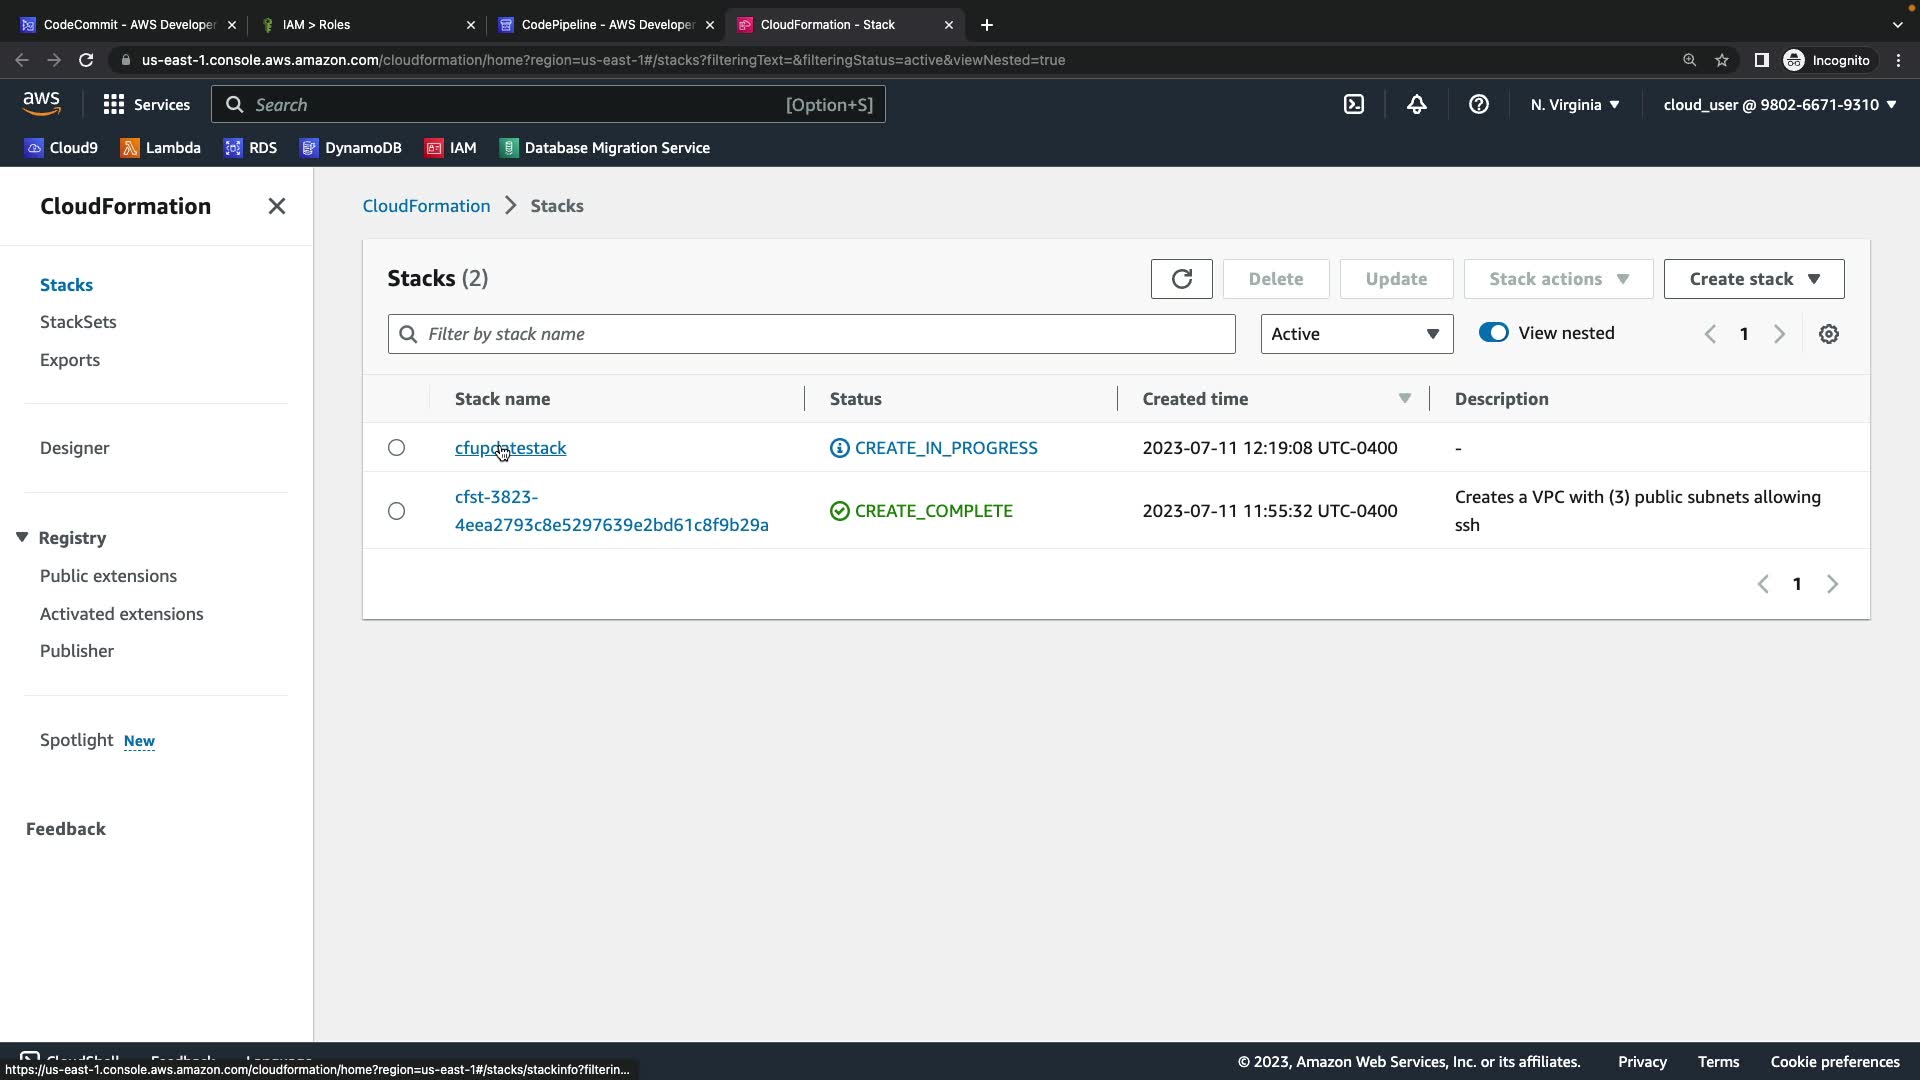 CodeCommit - AWS Developer
IAM > Roles
CodePipeline - AWS Developer
CloudFormation - Stack
us-east-1.console.aws.amazon.com/cloudformation/home?region=us-east-1#/stacks?filteringText=&filteringStatus=active&viewNested=true
Incognito
aws
Services
Search
[Option+S]
N. Virginia
cloud_user @ 9802-6671-9310
Cloud9
Lambda
RDS
DynamoDB
IAM
Database Migration Service
CloudFormation
Stacks
StackSets
Exports
Designer
Registry
Public extensions
Activated extensions
Publisher
Spotlight New
Feedback
CloudFormation > Stacks
Stacks (2)
Delete
Update
Stack actions
Create stack
Filter by stack name
Active
View nested
1
Stack name Status Created time Description
cfupdatestack CREATE_IN_PROGRESS 2023-07-11 12:19:08 UTC-0400 -
cfst-3823-
4eea2793c8e5297639e2bd61c8f9b29a
CREATE_COMPLETE
2023-07-11 11:55:32 UTC-0400
Creates a VPC with (3) public subnets allowing
ssh
1
CloudShell Feedback Language
https://us-east-1.console.aws.amazon.com/cloudformation/home?region=us-east-1#/stacks/stackinfo?filterin...
© 2023, Amazon Web Services, Inc. or its affiliates.
Privacy
Terms
Cookie preferences